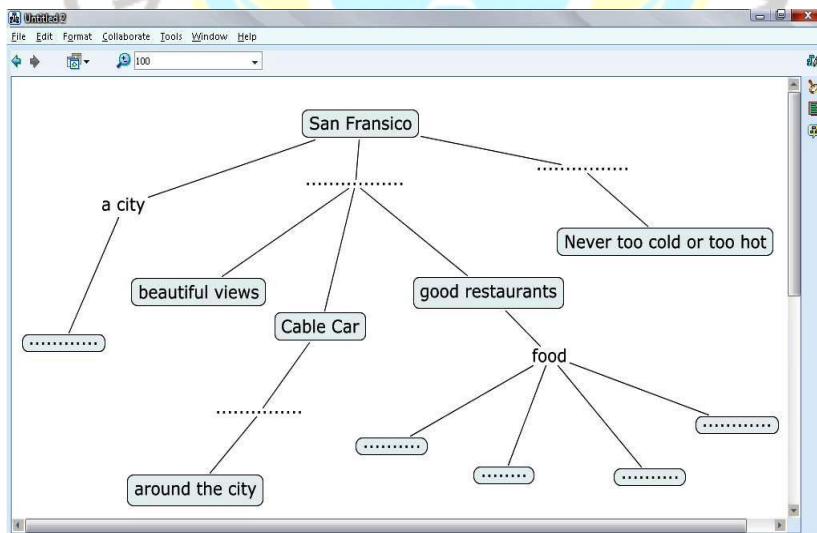 Untitled 2
File Edit Format Collaborate Tools Window Help
100
San Fransico
..................
a city
.................
Never too cold or too hot
beautiful views
good restaurants
Cable Car
............
food
................
............
..........
around the city
........
..........